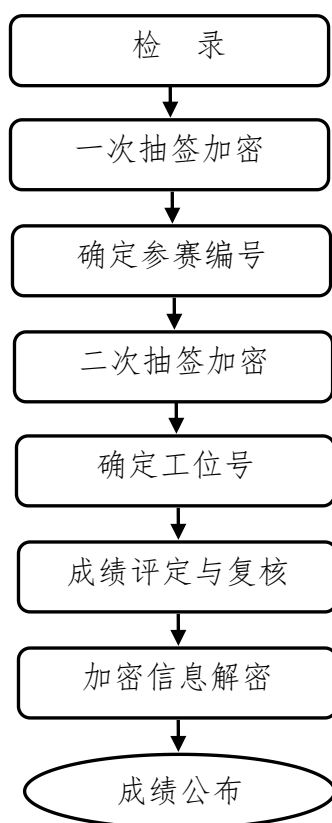 检 录
一次抽签加密
确定参赛编号
二次抽签加密
确定工位号
成绩评定与复核
加密信息解密
成绩公布